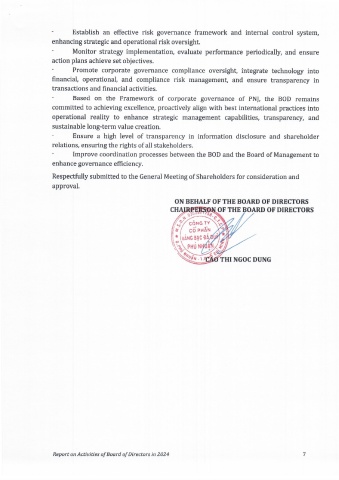 - Establish an effective risk governance framework and internal control system,
enhancing strategic and operational risk oversight.
- Monitor strategy implementation, evaluate performance periodically, and ensure
action plans achieve set objectives.
- Promote corporate governance compliance oversight, integrate technology into
financial, operational, and compliance risk management, and ensure transparency in
transactions and financial activities.
- Based on the Framework of corporate governance of PNJ, the BOD remains
committed to achieving excellence, proactively align with best international practices into
operational reality to enhance strategic management capabilities, transparency, and
sustainable long-term value creation.
- Ensure a high level of transparency in information disclosure and shareholder
relations, ensuring the rights of all stakeholders.
- Improve coordination processes between the BOD and the Board of Management to
enhance governance efficiency.
Respectfully submitted to the General Meeting of Shareholders for consideration and
approval.
ON BEHALF OF THE BOARD OF DIRECTORS
CHAIRPERSON OF THE BOARD OF DIRECTORS
CÔNG TY
CỔ PHẦN
VÀNG BẠC ĐÁ QUÝ
PHÚ NHUẬN
CAO THI NGOC DUNG
Report on Activities of Board of Directors in 2024 7